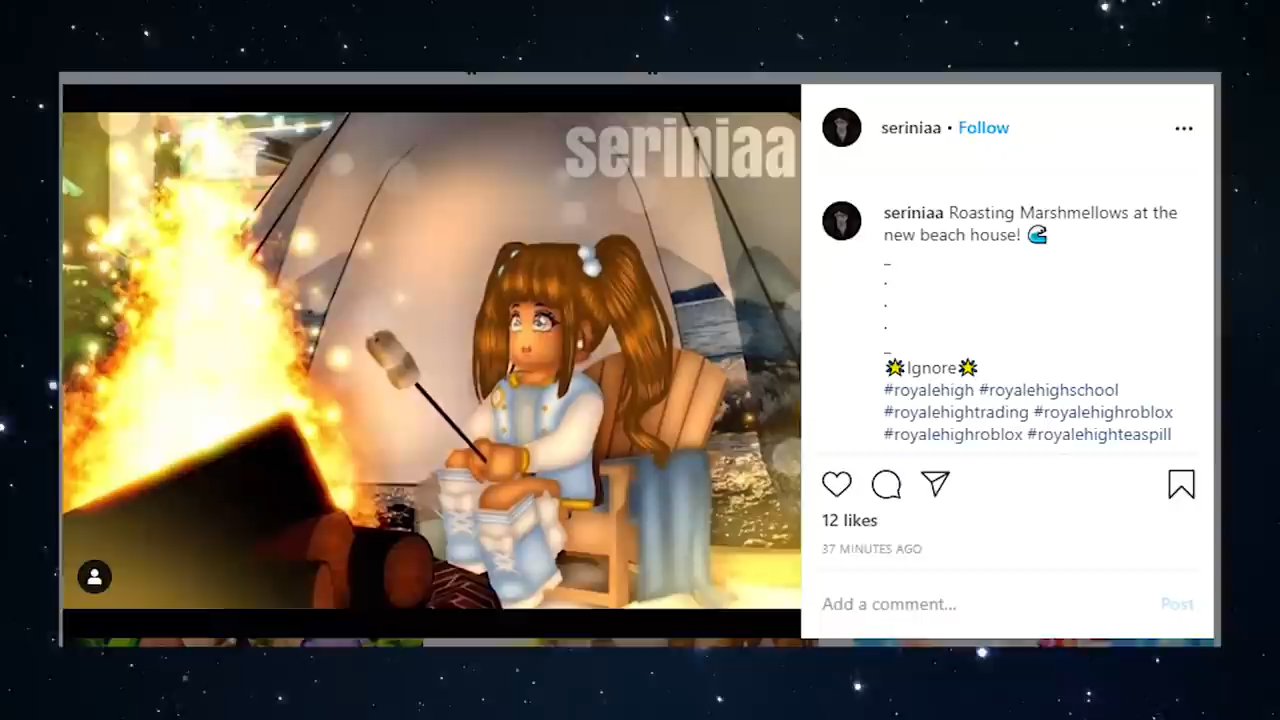 seriniaa
seriniaa • Follow
seriniaa Roasting Marshmellows at the
new beach house! 🌊
_
.
.
.
_
🌟Ignore🌟
#royalehigh #royalehighschool
#royalehightrading #royalehighroblox
#royalehighroblox #royalehighteaspill
12 likes
37 MINUTES AGO
Add a comment... Post